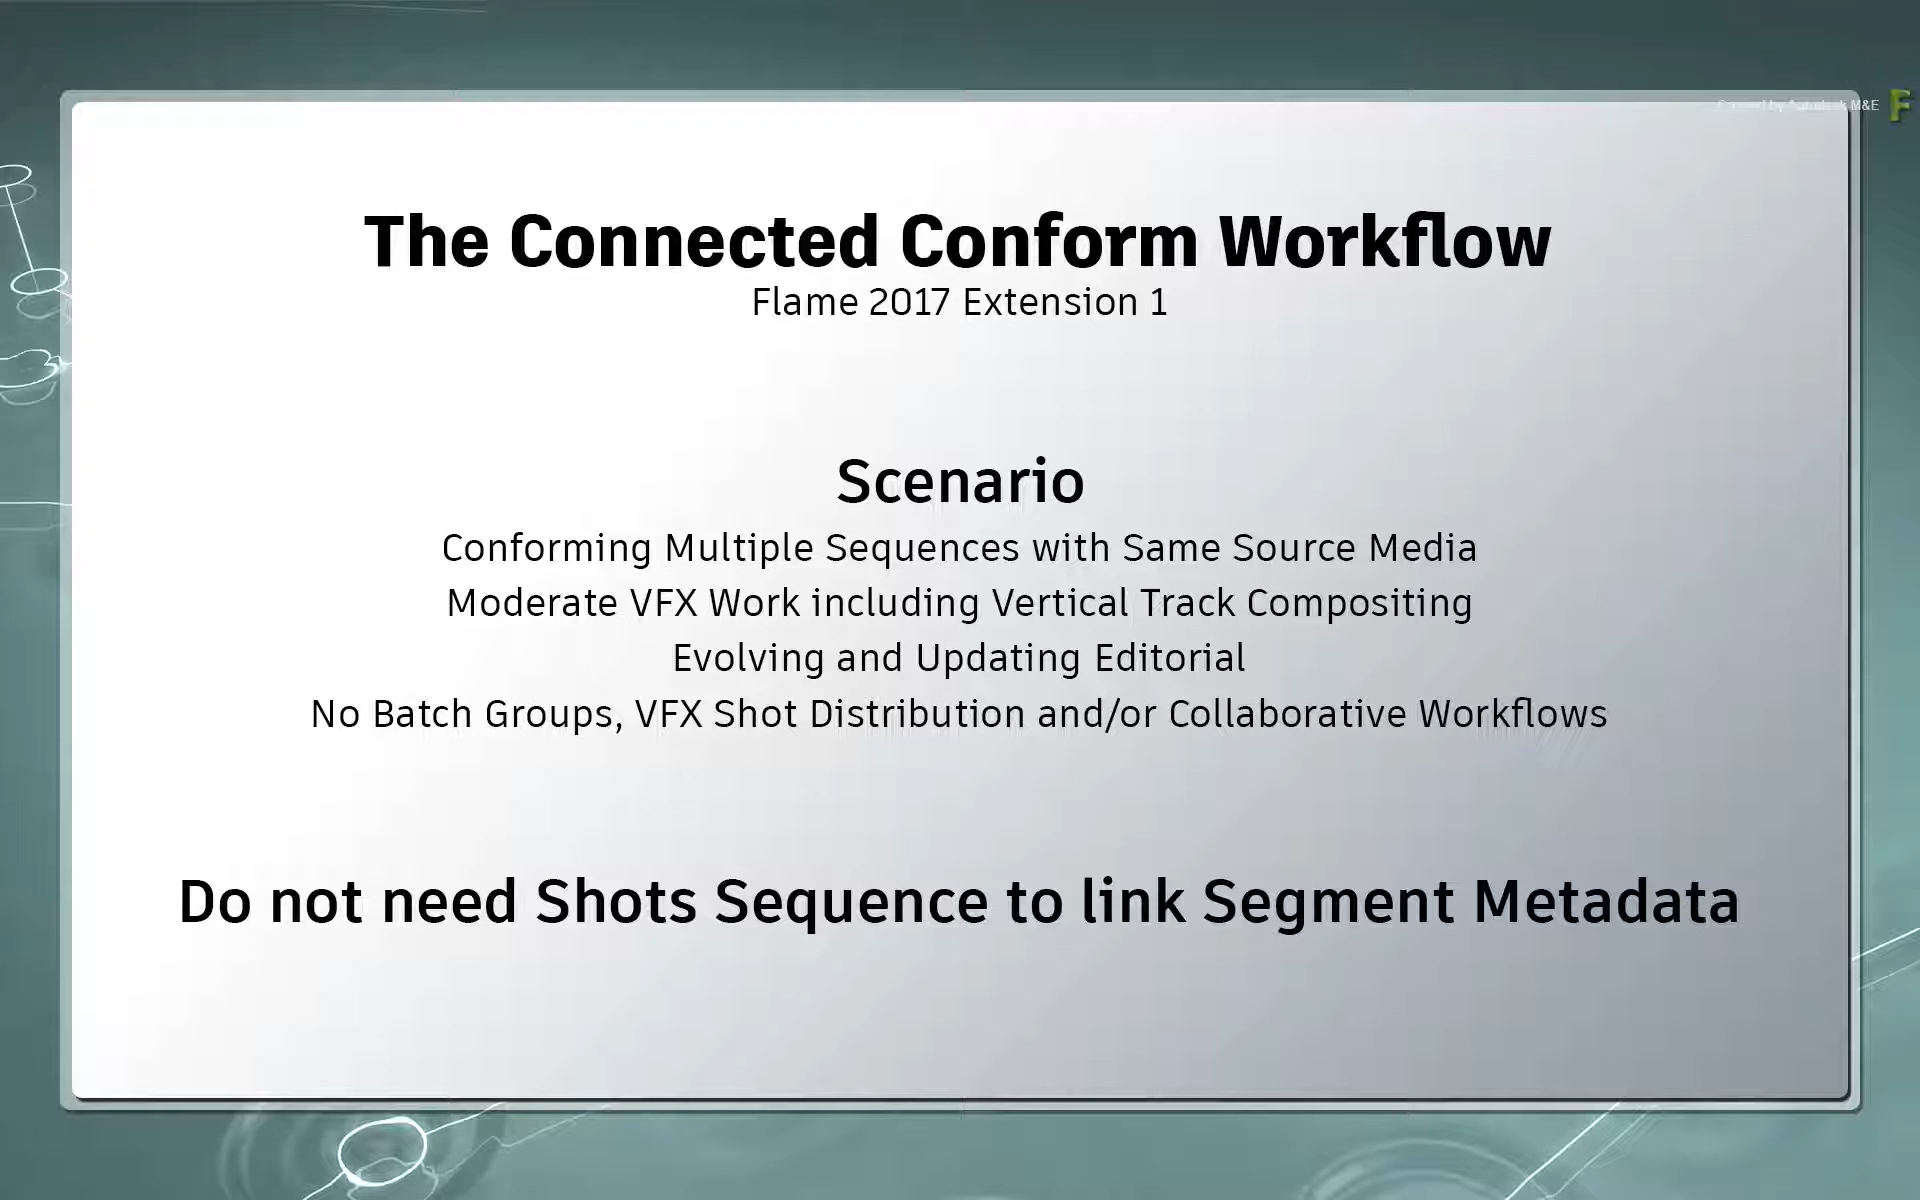 by Autodesk M&E
The Connected Conform Workflow
Flame 2017 Extension 1
Scenario
Conforming Multiple Sequences with Same Source Media
Moderate VFX Work including Vertical Track Compositing
Evolving and Updating Editorial
No Batch Groups, VFX Shot Distribution and/or Collaborative Workflows
Do not need Shots Sequence to link Segment Metadata